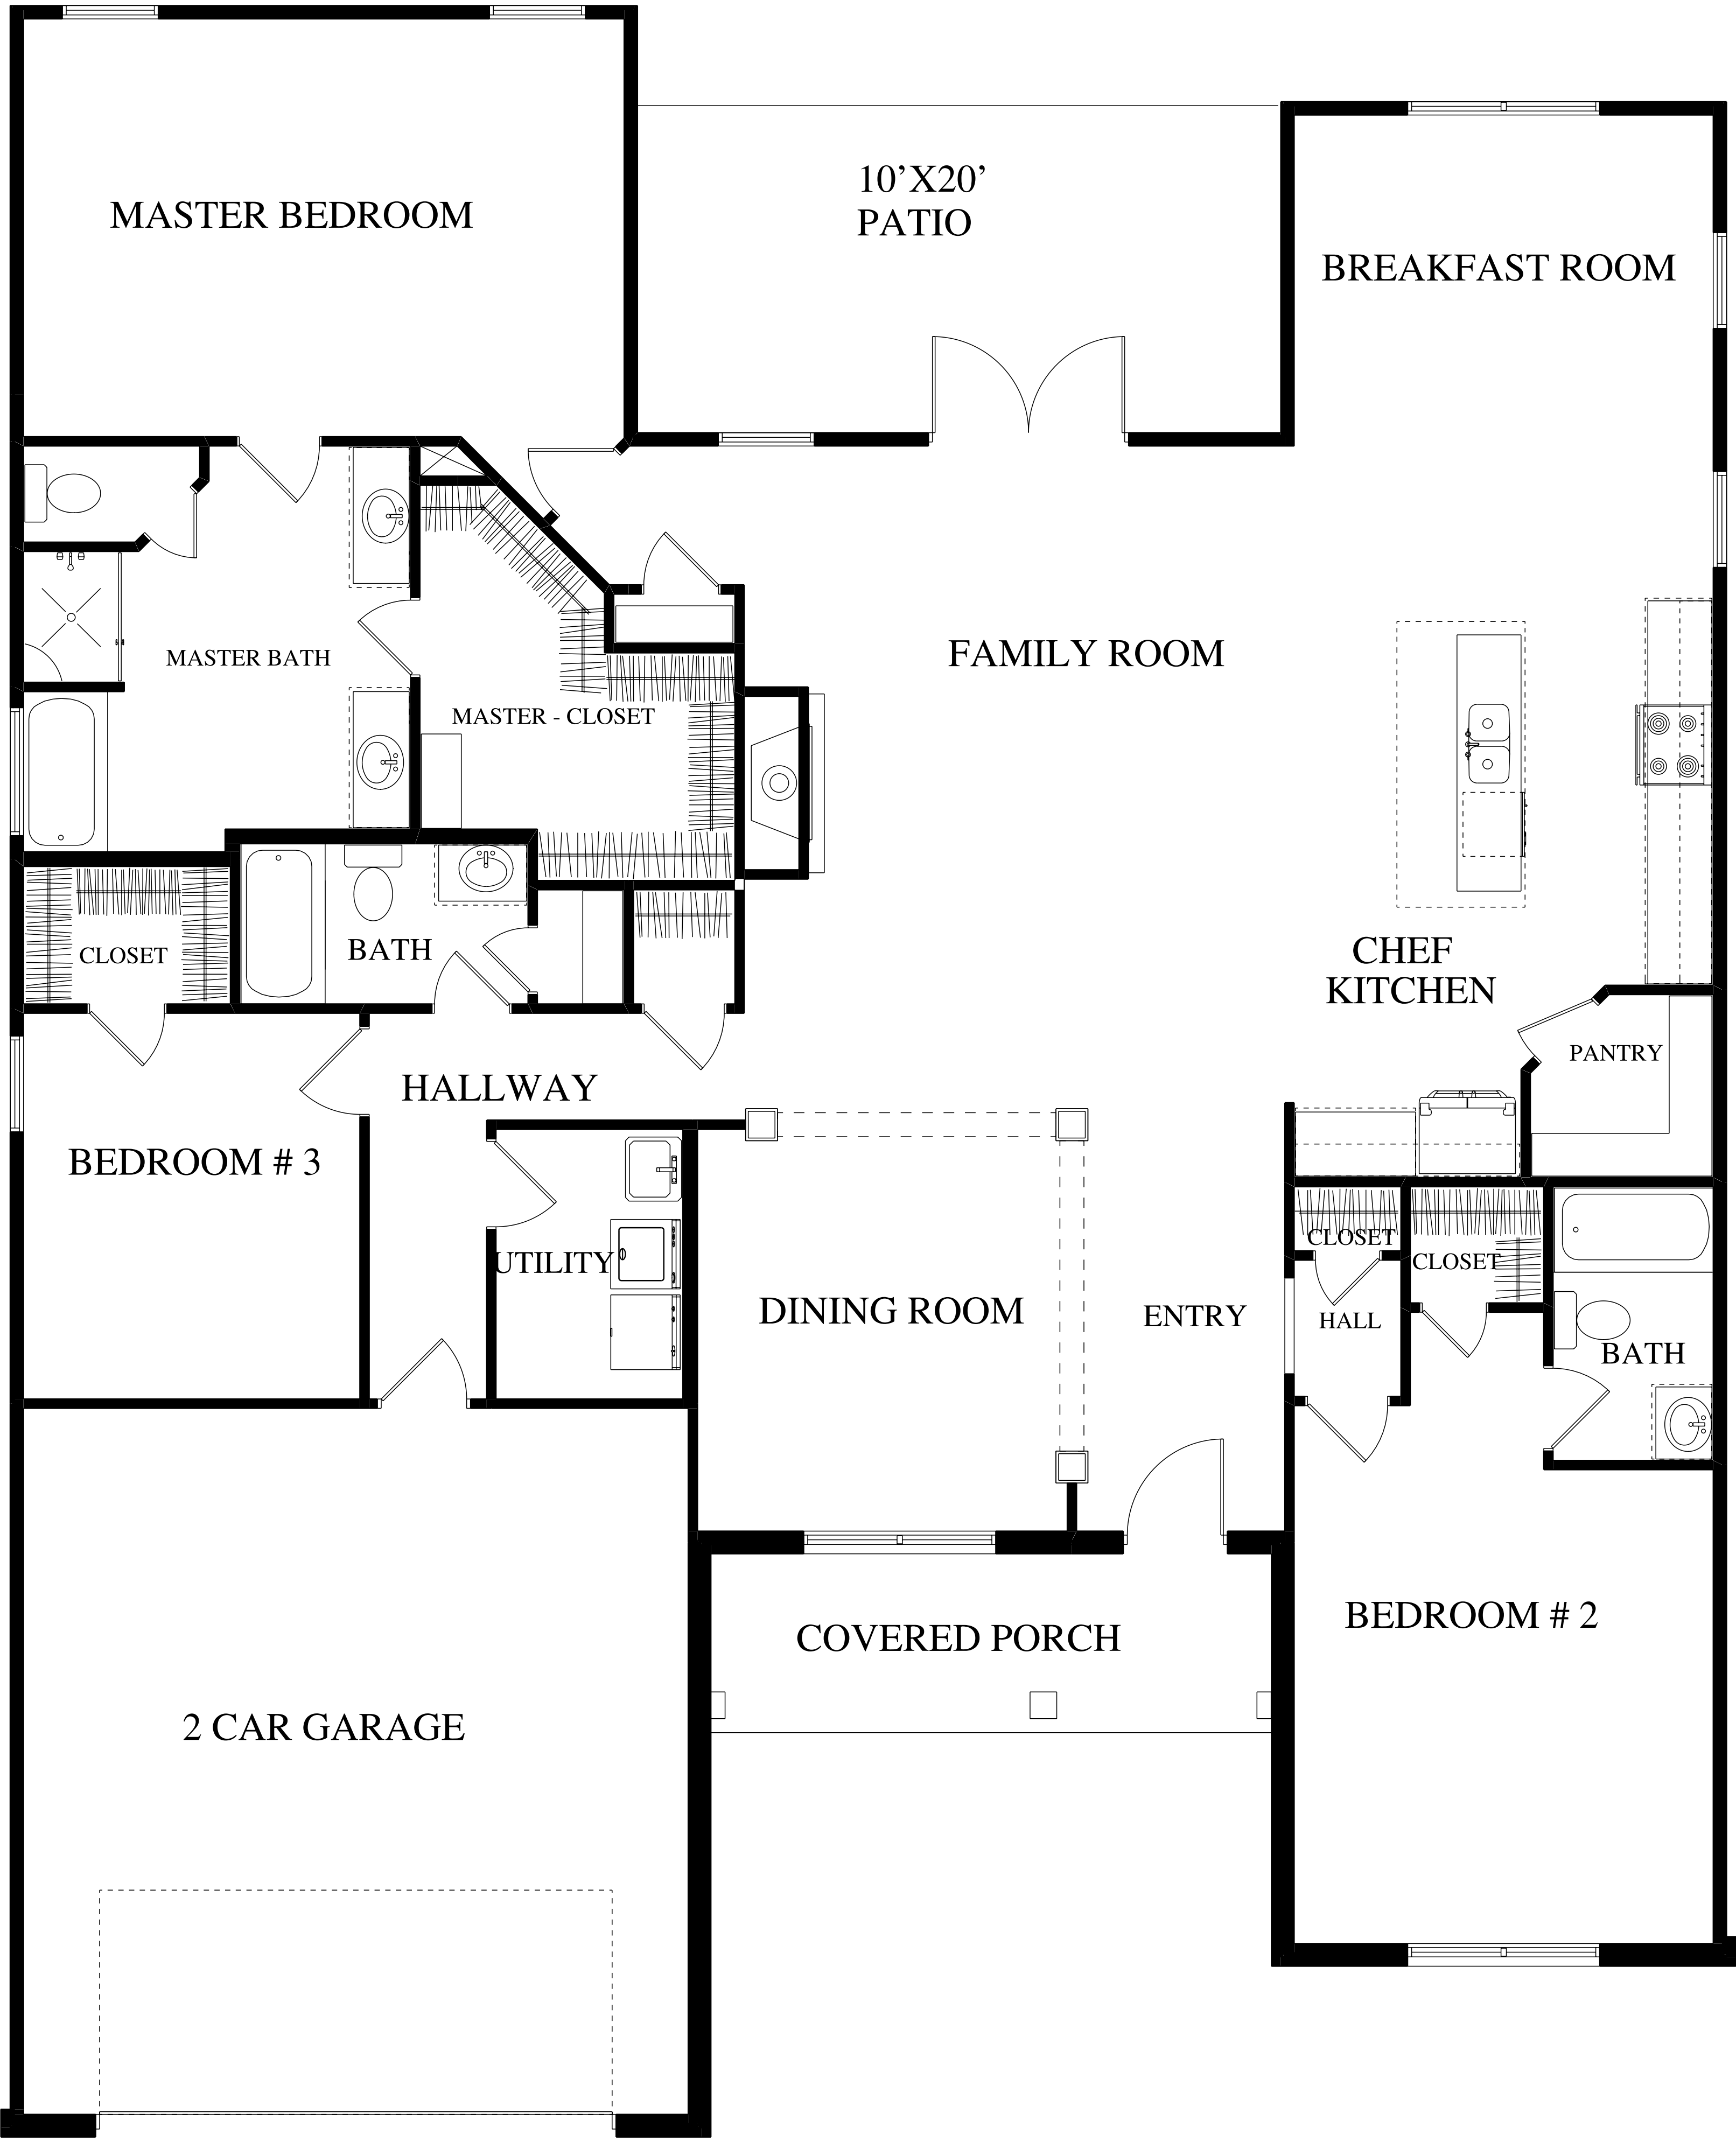 10’X20’
PATIO
MASTER BEDROOM
BREAKFAST ROOM
FAMILY ROOM
MASTER BATH
MASTER - CLOSET
CHEF
KITCHEN
BATH
CLOSET
PANTRY
HALLWAY
BEDROOM # 3
CLOSET
CLOSET
UTILITY
DINING ROOM
ENTRY
HALL
BATH
BEDROOM # 2
COVERED PORCH
2 CAR GARAGE